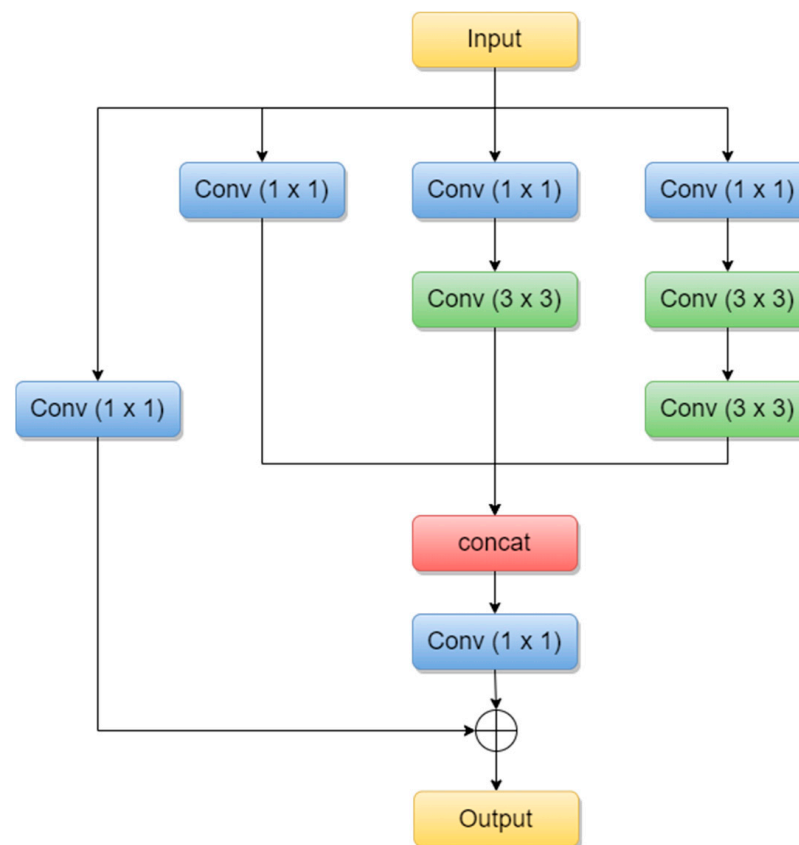 Input
Conv (1 x 1)
Conv (1 x 1)
Conv (1 x 1)
Conv (3 x 3)
Conv (3 x 3)
Conv (1 x 1)
Conv (3 x 3)
concat
Conv (1 x 1)
Output